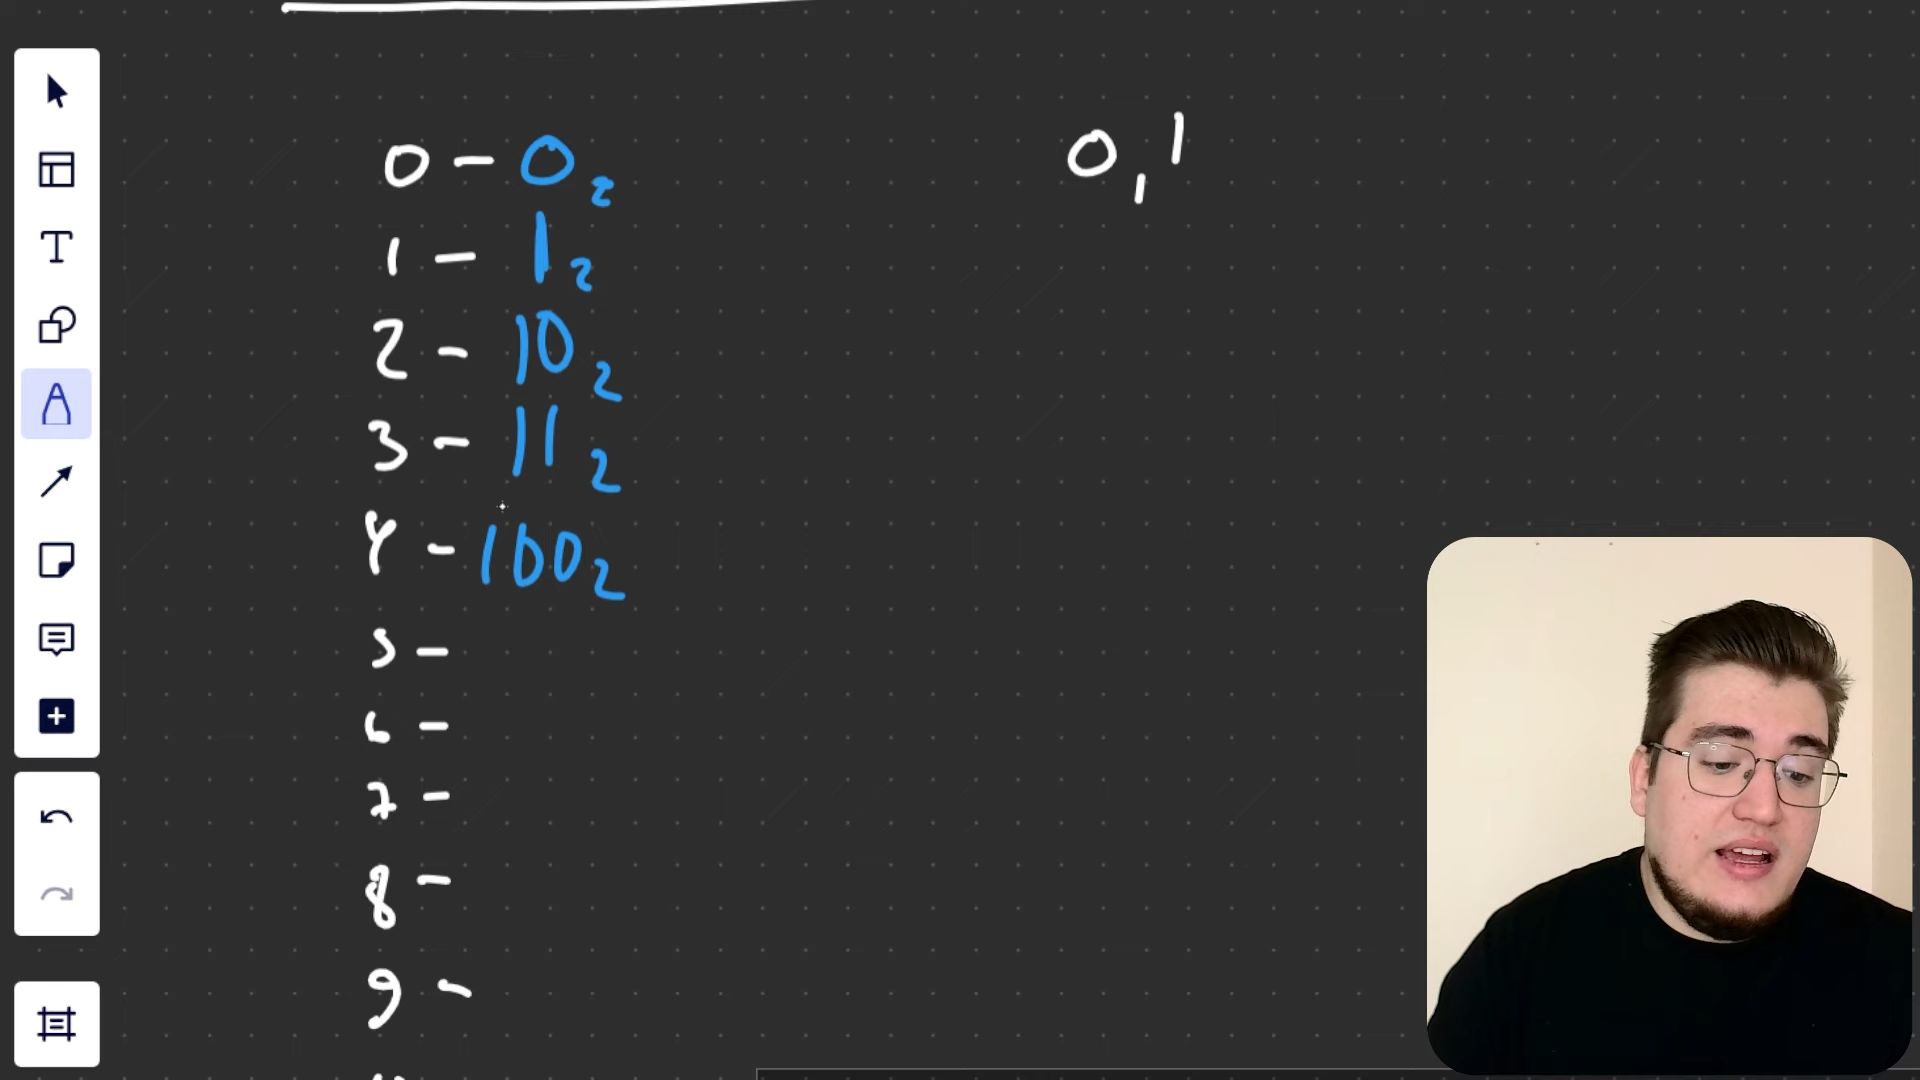 0 - 0₂
0,1
1 - 1₂
2 - 10₂
3 - 11₂
4 - 100₂
5 -
6 -
7 -
8 -
9 -